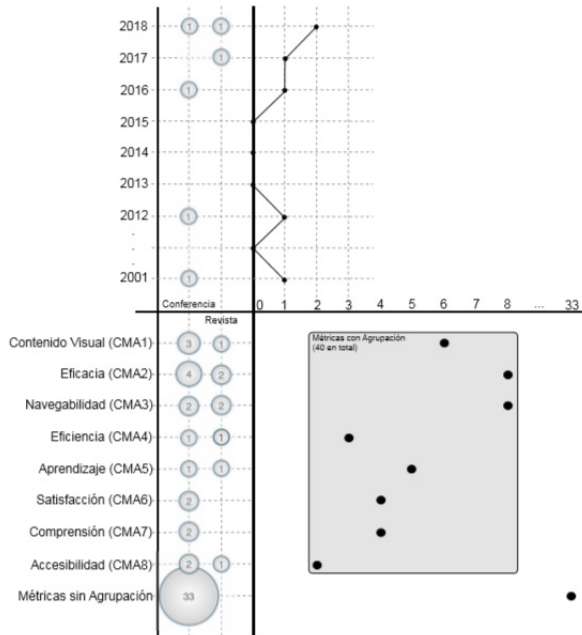 2018 1 1
2017 1
2016 1
2015
2014
2013
2012 1
.
.
2001 1
Conferencia 0 1 2 3 4 5 6 7 8 ... 33
Revista
Contenido Visual (CMA1) 3 1
Métricas con Agrupación
(40 en total)
Eficacia (CMA2) 4 2
Navegabilidad (CMA3) 2 2
Eficiencia (CMA4) 1 1
Aprendizaje (CMA5) 1 1
Satisfacción (CMA6) 2
Comprensión (CMA7) 2
Accesibilidad (CMA8) 2 1
Métricas sin Agrupación 33